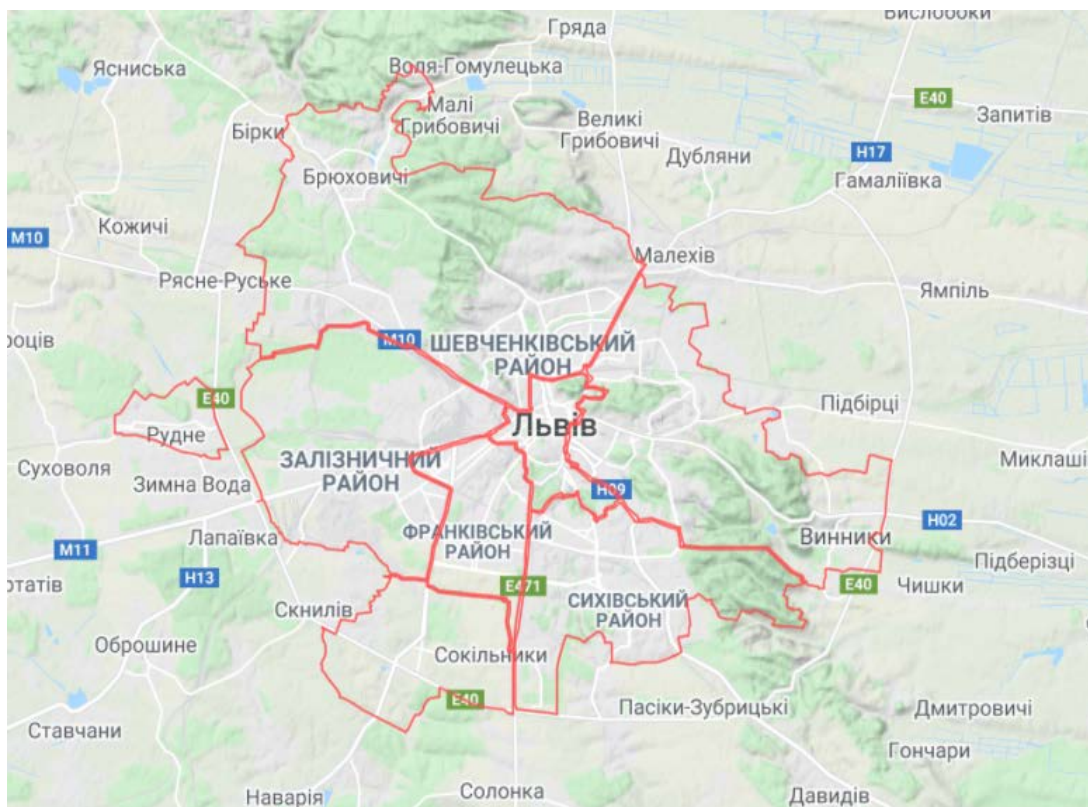 Вислобоки
Гряда
Ясниська
Воля-Гомулецька
E40
Запитів
Малі
Грибовичі
Великі
Грибовичі
Бірки
Дубляни
H17
Гамаліївка
Брюховичі
Кожичі
M10
Малехів
Рясне-Руське
Ямпіль
M10
ШЕВЧЕНКІВСЬКИЙ
РАЙОН
E40
Підбірці
Рудне
Львів
Суховоля
ЗАЛІЗНИЧНИЙ
РАЙОН
Миклаші
Зимна Вода
H09
H02
Лапаївка
ФРАНКІВСЬКИЙ
РАЙОН
Винники
M11
Підберізці
H13
E471
E40
Чишки
Скнилів
СИХІВСЬКИЙ
РАЙОН
Оброшине
Сокільники
E40
Пасіки-Зубрицькі
Дмитровичі
Ставчани
Гончари
Наварія
Солонка
Давидів